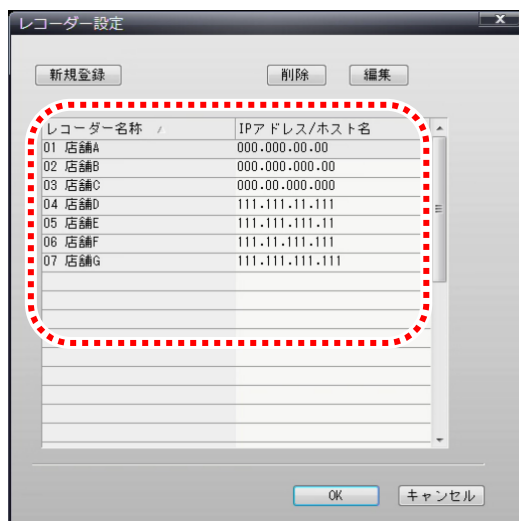 レコーダー設定
新規登録 削除 編集
レコーダー名称 IPアドレス/ホスト名
01 店舗A 000.000.00.00
02 店舗B 000.000.000.00
03 店舗C 000.00.000.000
04 店舗D 111.111.11.111
05 店舗E 111.111.111.11
06 店舗F 111.11.111.11
07 店舗G 111.111.111.111
OK キャンセル